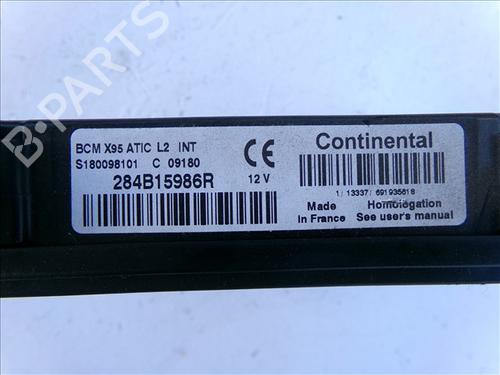 B-PARTS
BCM X95 ATIC L2 INT
S180098101 C 09180
284B15986R
CE
12 V
Continental
1/ 13337/ 691935618
Made in France
Homologation
See user's manual